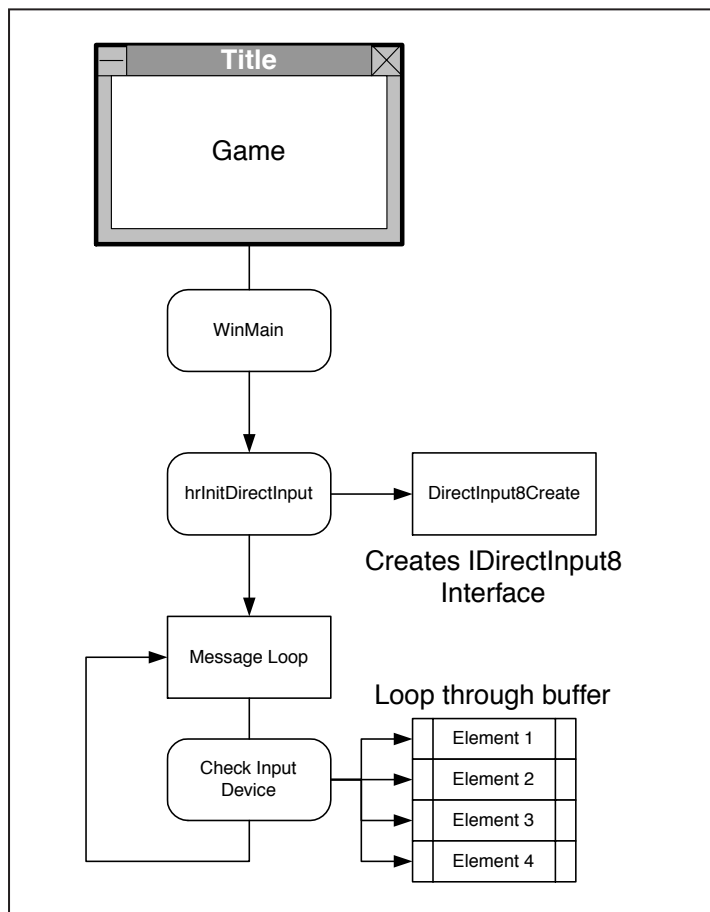 Title
Game
WinMain
hrInitDirectInput
DirectInput8Create
Creates IDirectInput8
Interface
Message Loop
Loop through buffer
Check Input
Device
Element 1
Element 2
Element 3
Element 4